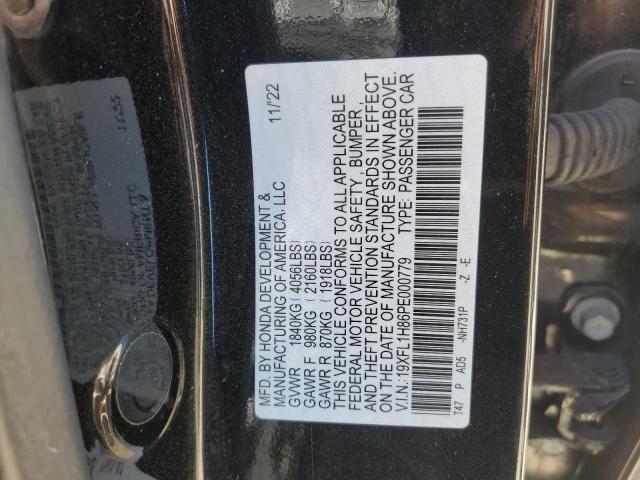 MFD. BY HONDA DEVELOPMENT & 11/'22
MANUFACTURING OF AMERICA, LLC
GVWR 1840KG ( 4056LBS)
GAWR F 980KG ( 2160LBS)
GAWR R 870KG ( 1918LBS)
THIS VEHICLE CONFORMS TO ALL APPLICABLE
FEDERAL MOTOR VEHICLE SAFETY, BUMPER,
AND THEFT PREVENTION STANDARDS IN EFFECT
ON THE DATE OF MANUFACTURE SHOWN ABOVE.
V.I.N.: 19XFL1H86PE000779 TYPE: PASSENGER CAR
T47 P AD5 -NH731P -Z -E